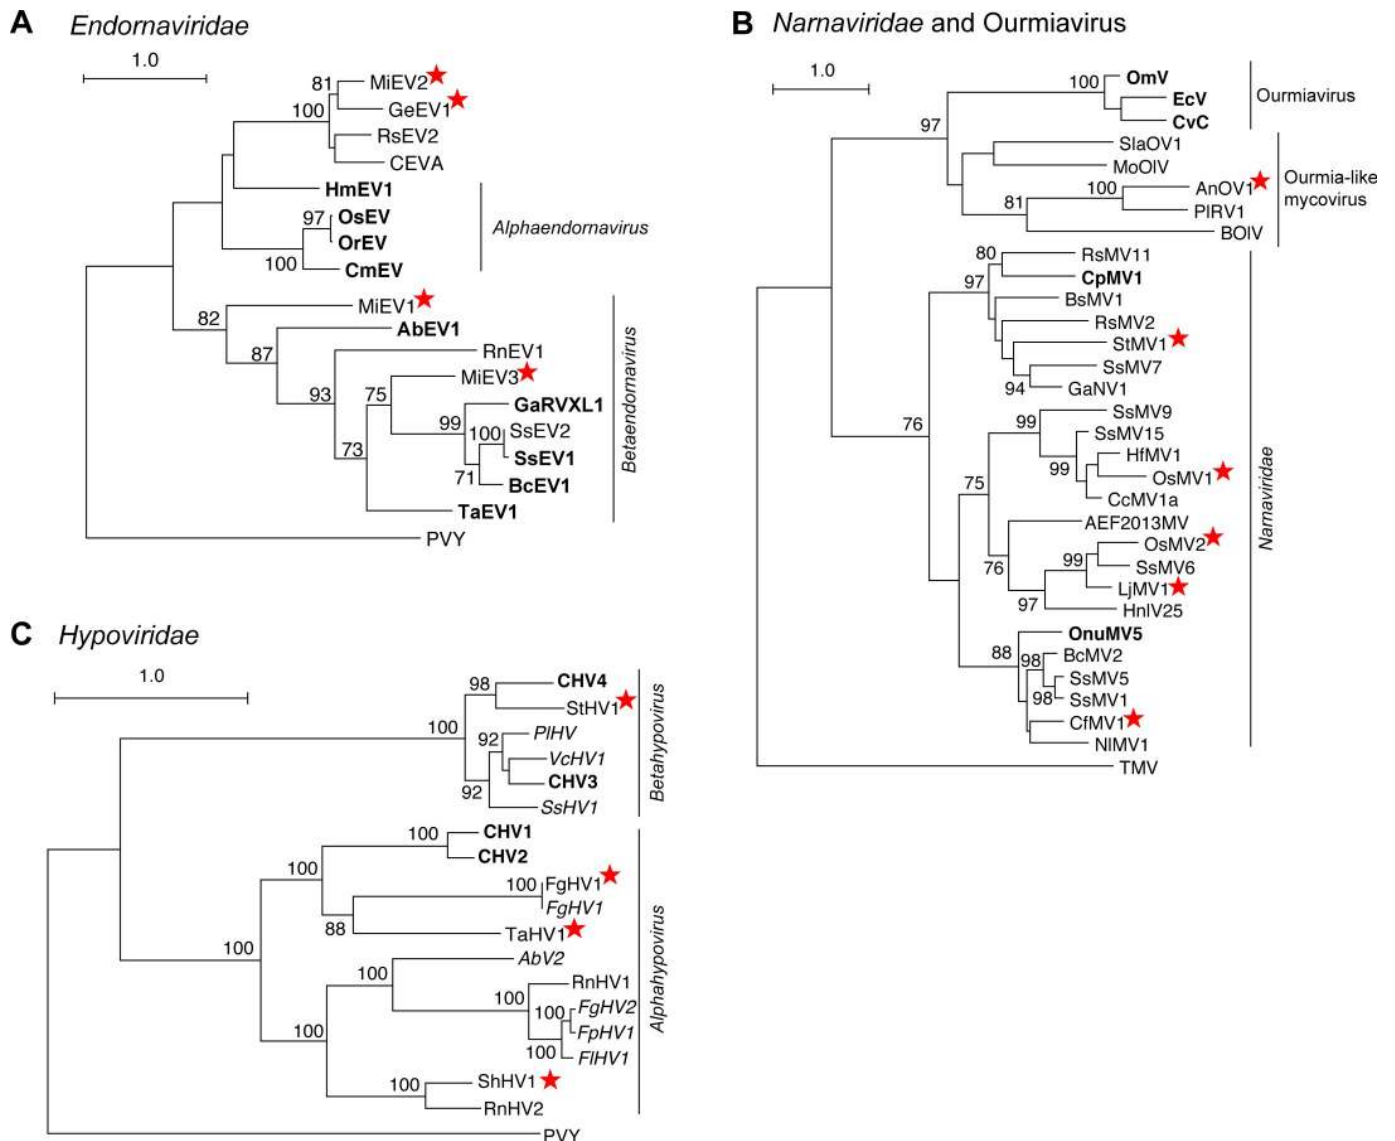 A Endornaviridae
1.0
81
MiEV2
100
GeEV1
RsEV2
CEVA
HmEV1
97
OsEV
OrEV
100
CmEV
Alphaendornavirus
MiEV1
82
AbEV1
87
RnEV1
MiEV3
93
75
GaRVXL1
99
SsEV2
100
SsEV1
73
71
BcEV1
TaEV1
Betaendornavirus
PVY
B Narnaviridae and Ourmiavirus
1.0
100
OmV
EcV
CvC
Ourmiavirus
97
SlaOV1
MoOlV
100
AnOV1
81
PlRV1
BOlV
Ourmia-like
mycovirus
80
RsMV11
97
CpMV1
BsMV1
RsMV2
StMV1
SsMV7
94
GaNV1
76
SsMV9
99
SsMV15
HfMV1
99
OsMV1
75
CcMV1a
AEF2013MV
OsMV2
99
76
SsMV6
LjMV1
97
HnlV25
OnuMV5
88
98
BcMV2
SsMV5
98
SsMV1
CfMV1
NlMV1
Narnaviridae
TMV
C Hypoviridae
1.0
98
CHV4
StHV1
100
PlHV
92
VcHV1
CHV3
92
SsHV1
Betahypovirus
100
CHV1
CHV2
100
100
FgHV1
FgHV1
88
TaHV1
100
AbV2
100
RnHV1
100
FgHV2
100
FpHV1
100
FlHV1
100
100
ShHV1
RnHV2
Alphahypovirus
PVY